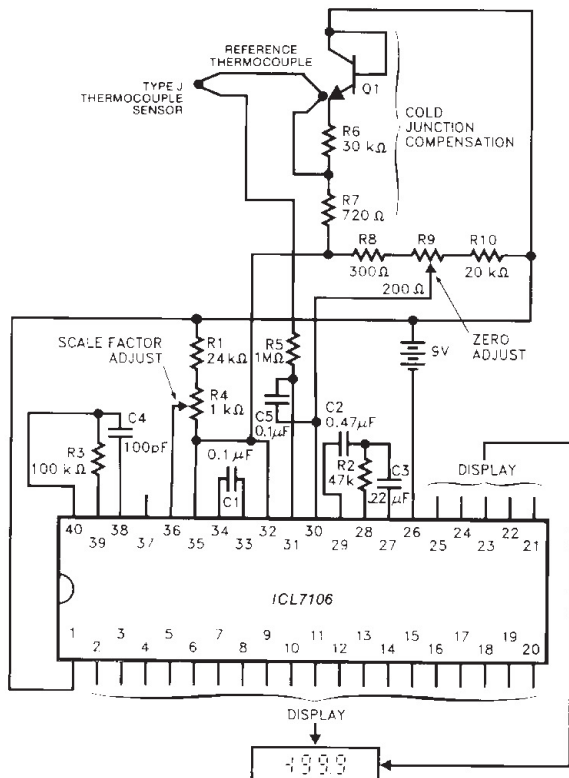 REFERENCE
THERMOCOUPLE
Q1
TYPE J
THERMOCOUPLE
SENSOR
R6
30 kΩ
COLD
JUNCTION
COMPENSATION
R7
720 Ω
R8
R9
R10
300Ω
200Ω
20 kΩ
SCALE FACTOR
ADJUST
R1
24 kΩ
R5
1MΩ
9V
ZERO
ADJUST
R4
1 kΩ
C5
0.1µF
C2
0.47µF
C4
R3
100 kΩ
100pF
0.1 µF
C1
R2
47k
C3
.22 µF
DISPLAY
40 38 36 34 32 30 28 26 24 22
39 37 35 33 31 29 27 25 23 21
ICL7106
1 3 5 7 9 11 13 15 17 19
2 4 6 8 10 12 14 16 18 20
DISPLAY
-199.9